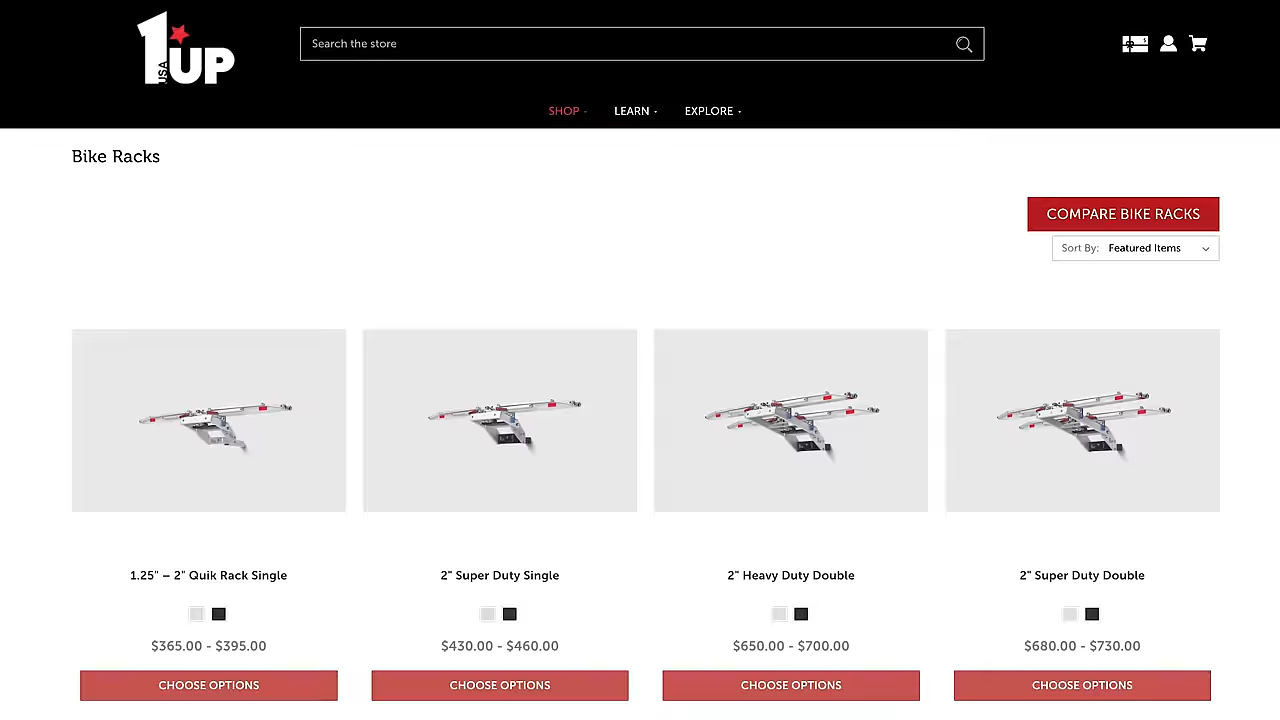 1UP
USA
Search the store
SHOP
LEARN
EXPLORE
Bike Racks
COMPARE BIKE RACKS
Sort By: Featured Items
1.25" – 2" Quik Rack Single
2" Super Duty Single
2" Heavy Duty Double
2" Super Duty Double
$365.00 - $395.00
$430.00 - $460.00
$650.00 - $700.00
$680.00 - $730.00
CHOOSE OPTIONS
CHOOSE OPTIONS
CHOOSE OPTIONS
CHOOSE OPTIONS